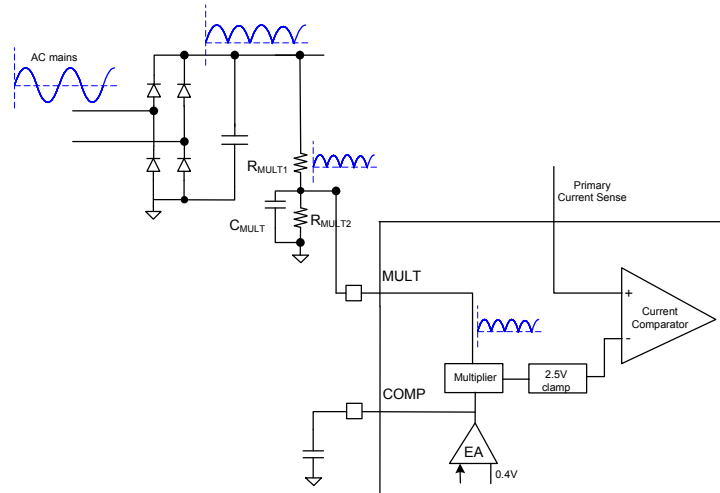 AC mains
RMULT1
CMULT
RMULT2
Primary
Current Sense
MULT
+
Current
Comparator
-
Multiplier
2.5V
clamp
COMP
EA
0.4V